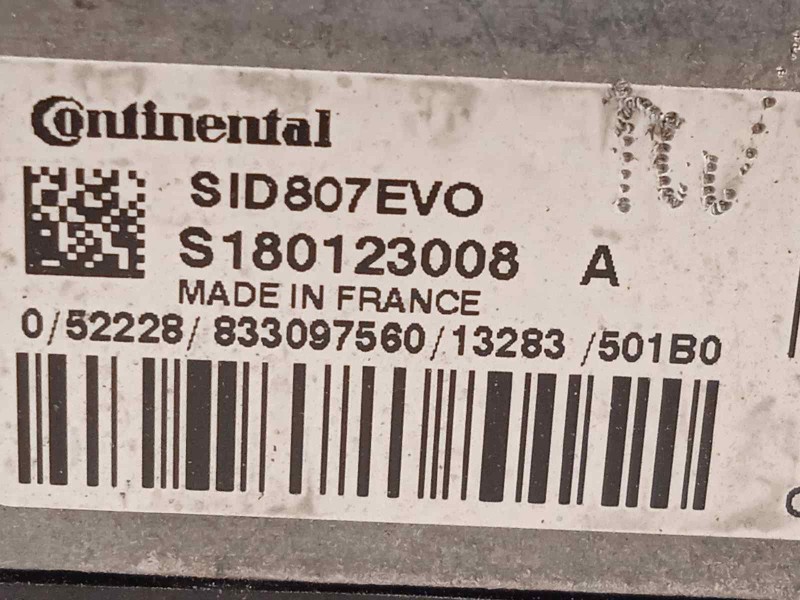 Continental
SID807EVO
S180123008 A
MADE IN FRANCE
0/52228/833097560/13283/501B0